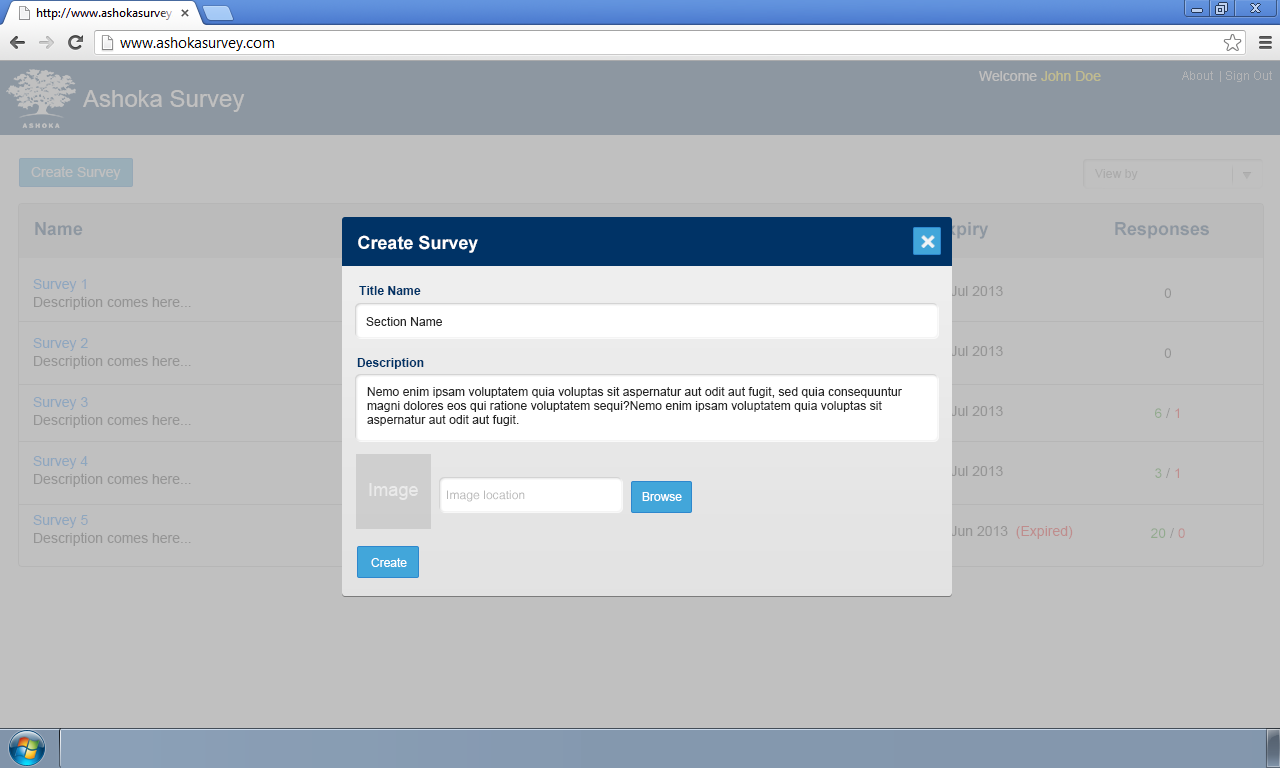 http://www.ashokasurvey
www.ashokasurvey.com
ASHOKA
Ashoka Survey
Welcome John Doe
About | Sign Out
Create Survey
View by
Name
xpiry
Responses
Survey 1
Description comes here...
Jul 2013
0
Survey 2
Description comes here...
Jul 2013
0
Survey 3
Description comes here...
Jul 2013
6 / 1
Survey 4
Description comes here...
Jul 2013
3 / 1
Survey 5
Description comes here...
Jun 2013 (Expired)
20 / 0
Create Survey
Title Name
Section Name
Description
Nemo enim ipsam voluptatem quia voluptas sit aspernatur aut odit aut fugit, sed quia consequuntur
magni dolores eos qui ratione voluptatem sequi?Nemo enim ipsam voluptatem quia voluptas sit
aspernatur aut odit aut fugit.
Image
Image location
Browse
Create